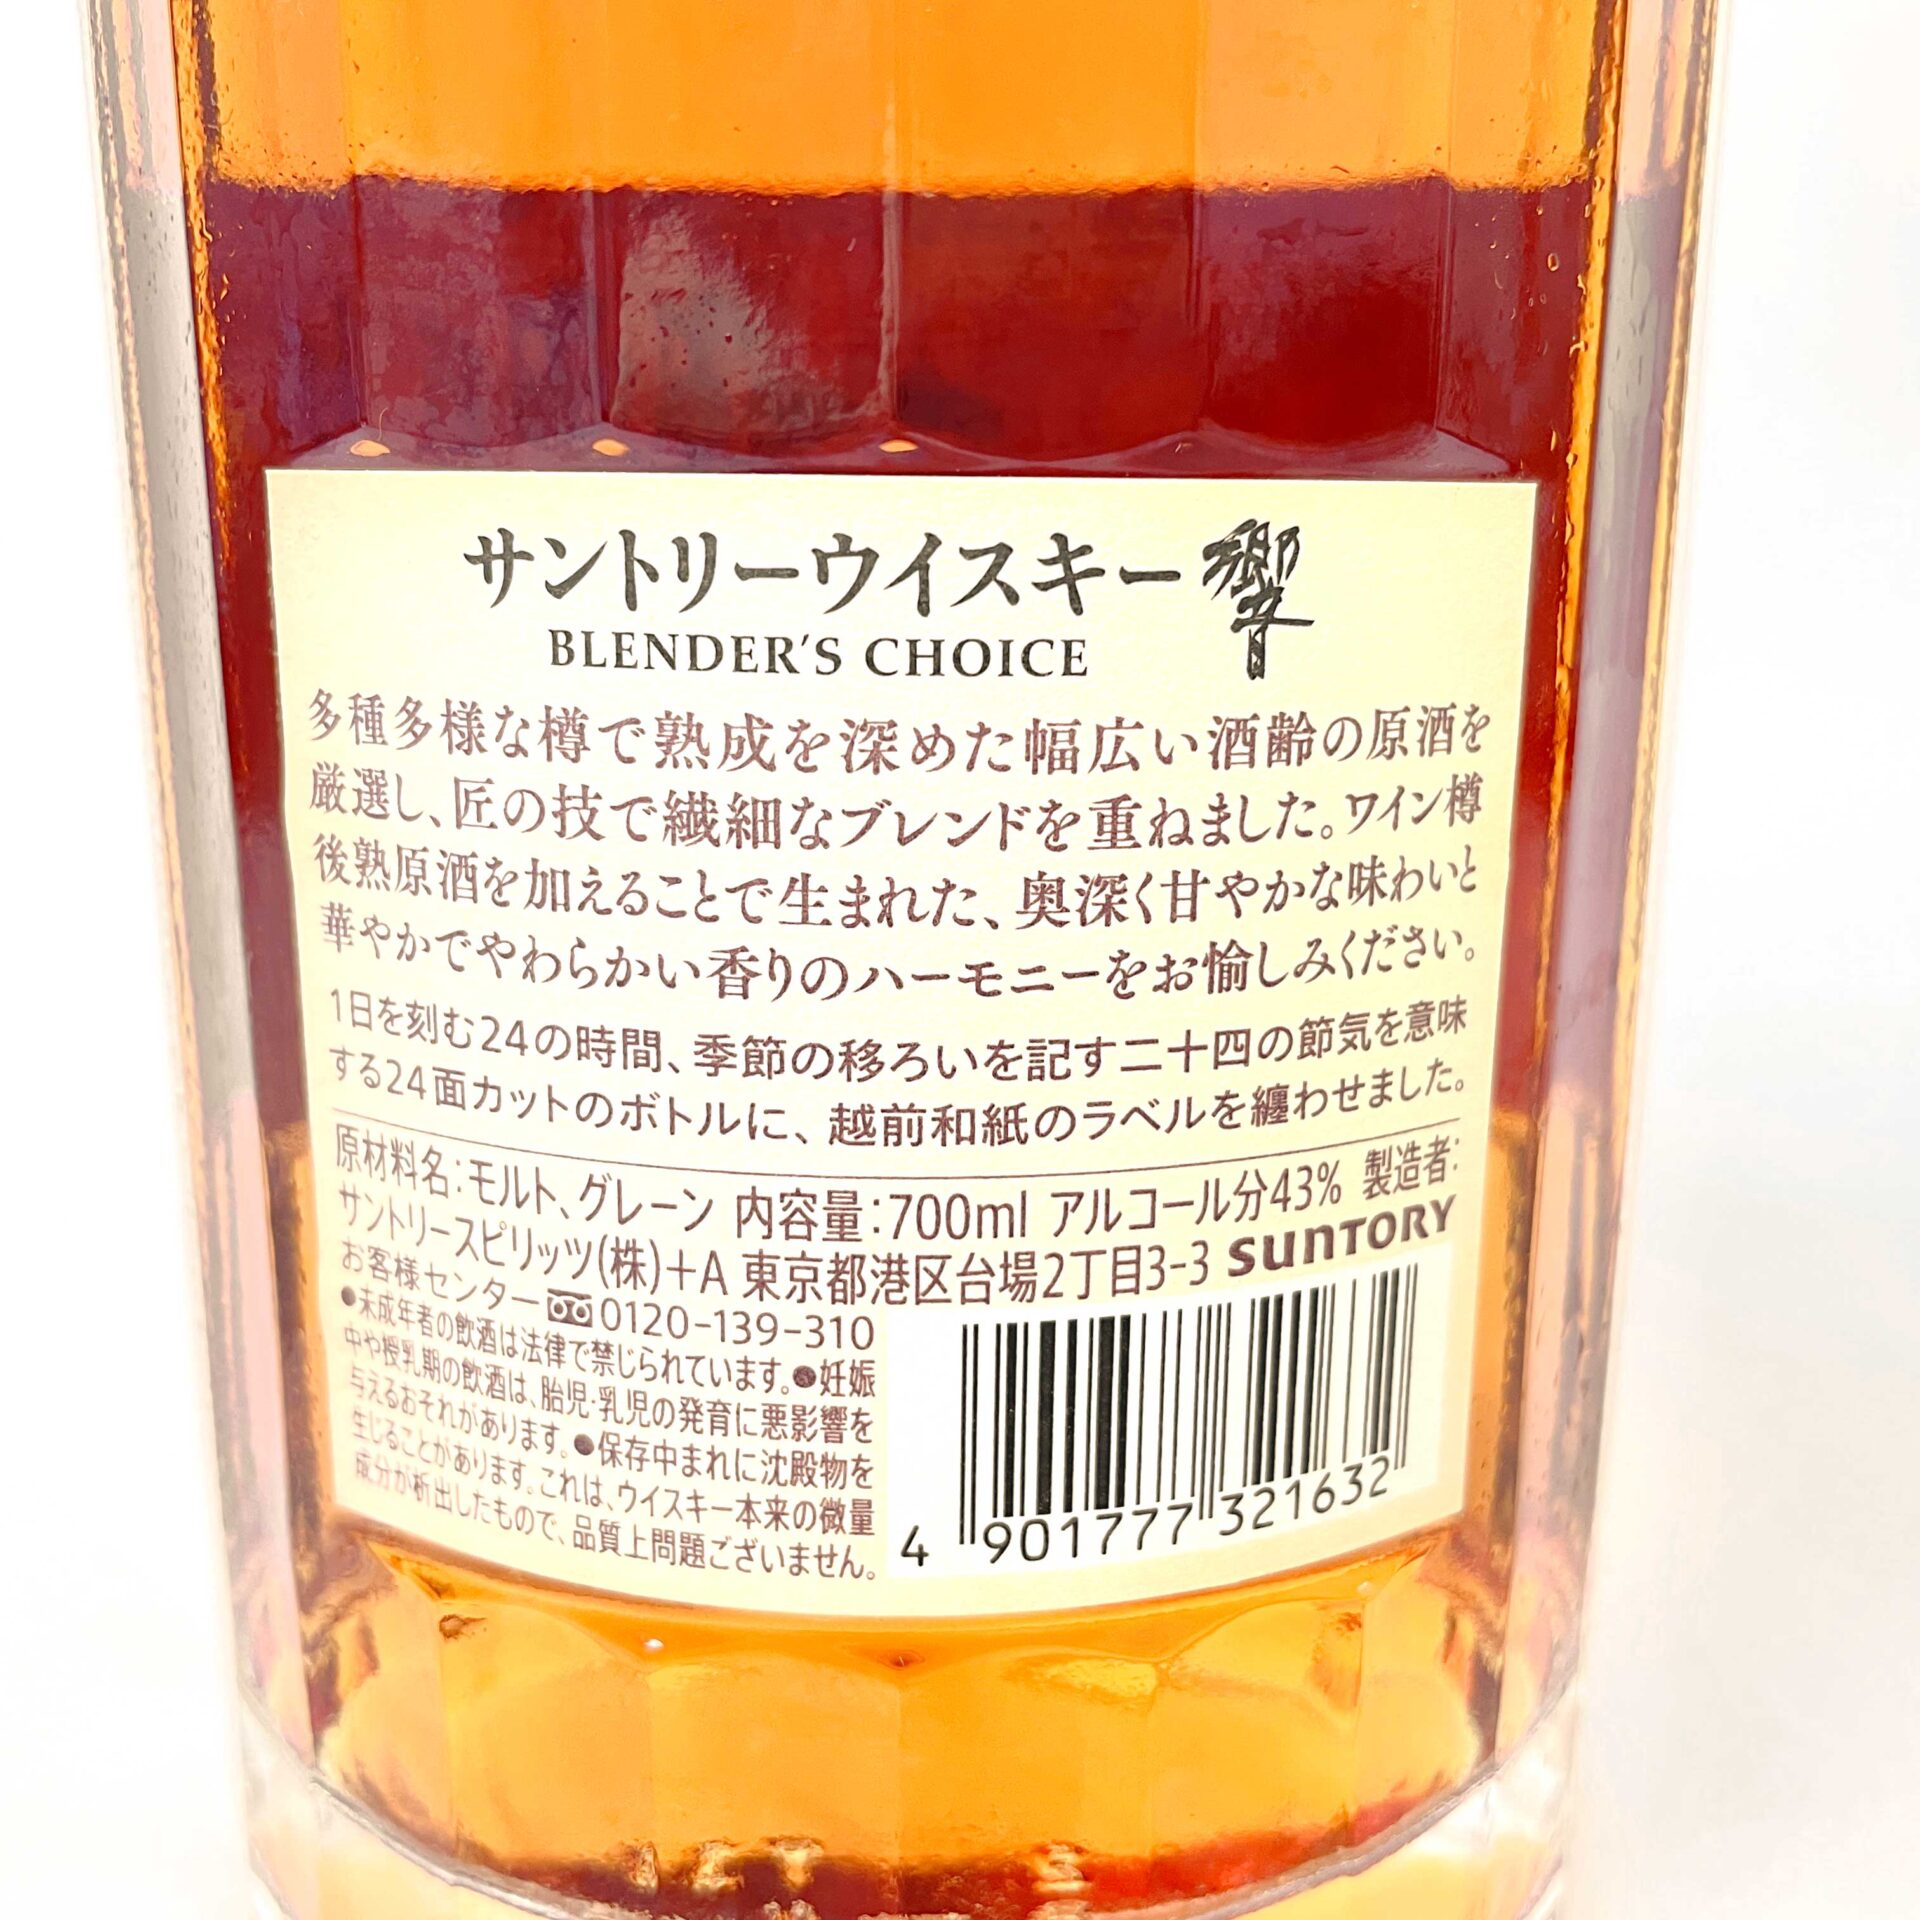 サントリーウイスキー響
BLENDER'S CHOICE
多種多様な樽で熟成を深めた幅広い酒齢の原酒を
厳選し、匠の技で繊細なブレンドを重ねました。ワイン樽
後熟原酒を加えることで生まれた、奥深く甘やかな味わいと
華やかでやわらかい香りのハーモニーをお愉しみください。
1日を刻む24の時間、季節の移ろいを記す二十四の節気を意味
する24面カットのボトルに、越前和紙のラベルを纏わせました。
原材料名:モルト、グレーン 内容量:700ml アルコール分43% 製造者:
サントリースピリッツ(株)+A 東京都港区台場2丁目3-3 SUNTORY
お客様センター 0120-139-310
●未成年者の飲酒は法律で禁じられています。●妊娠
中や授乳期の飲酒は、胎児・乳児の発育に悪影響を
与えるおそれがあります。●保存中まれに沈殿物を
生じることがあります。これは、ウイスキー本来の微量
成分が析出したもので、品質上問題ございません。
4 901777 321632